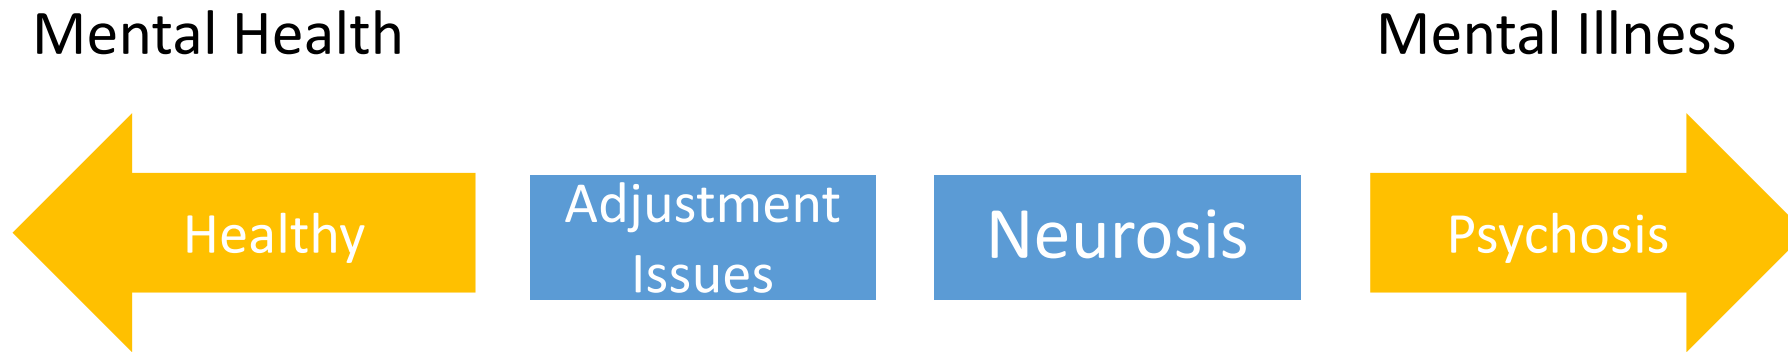 Mental Health
Mental Illness
Healthy
Adjustment
Issues
Neurosis
Psychosis